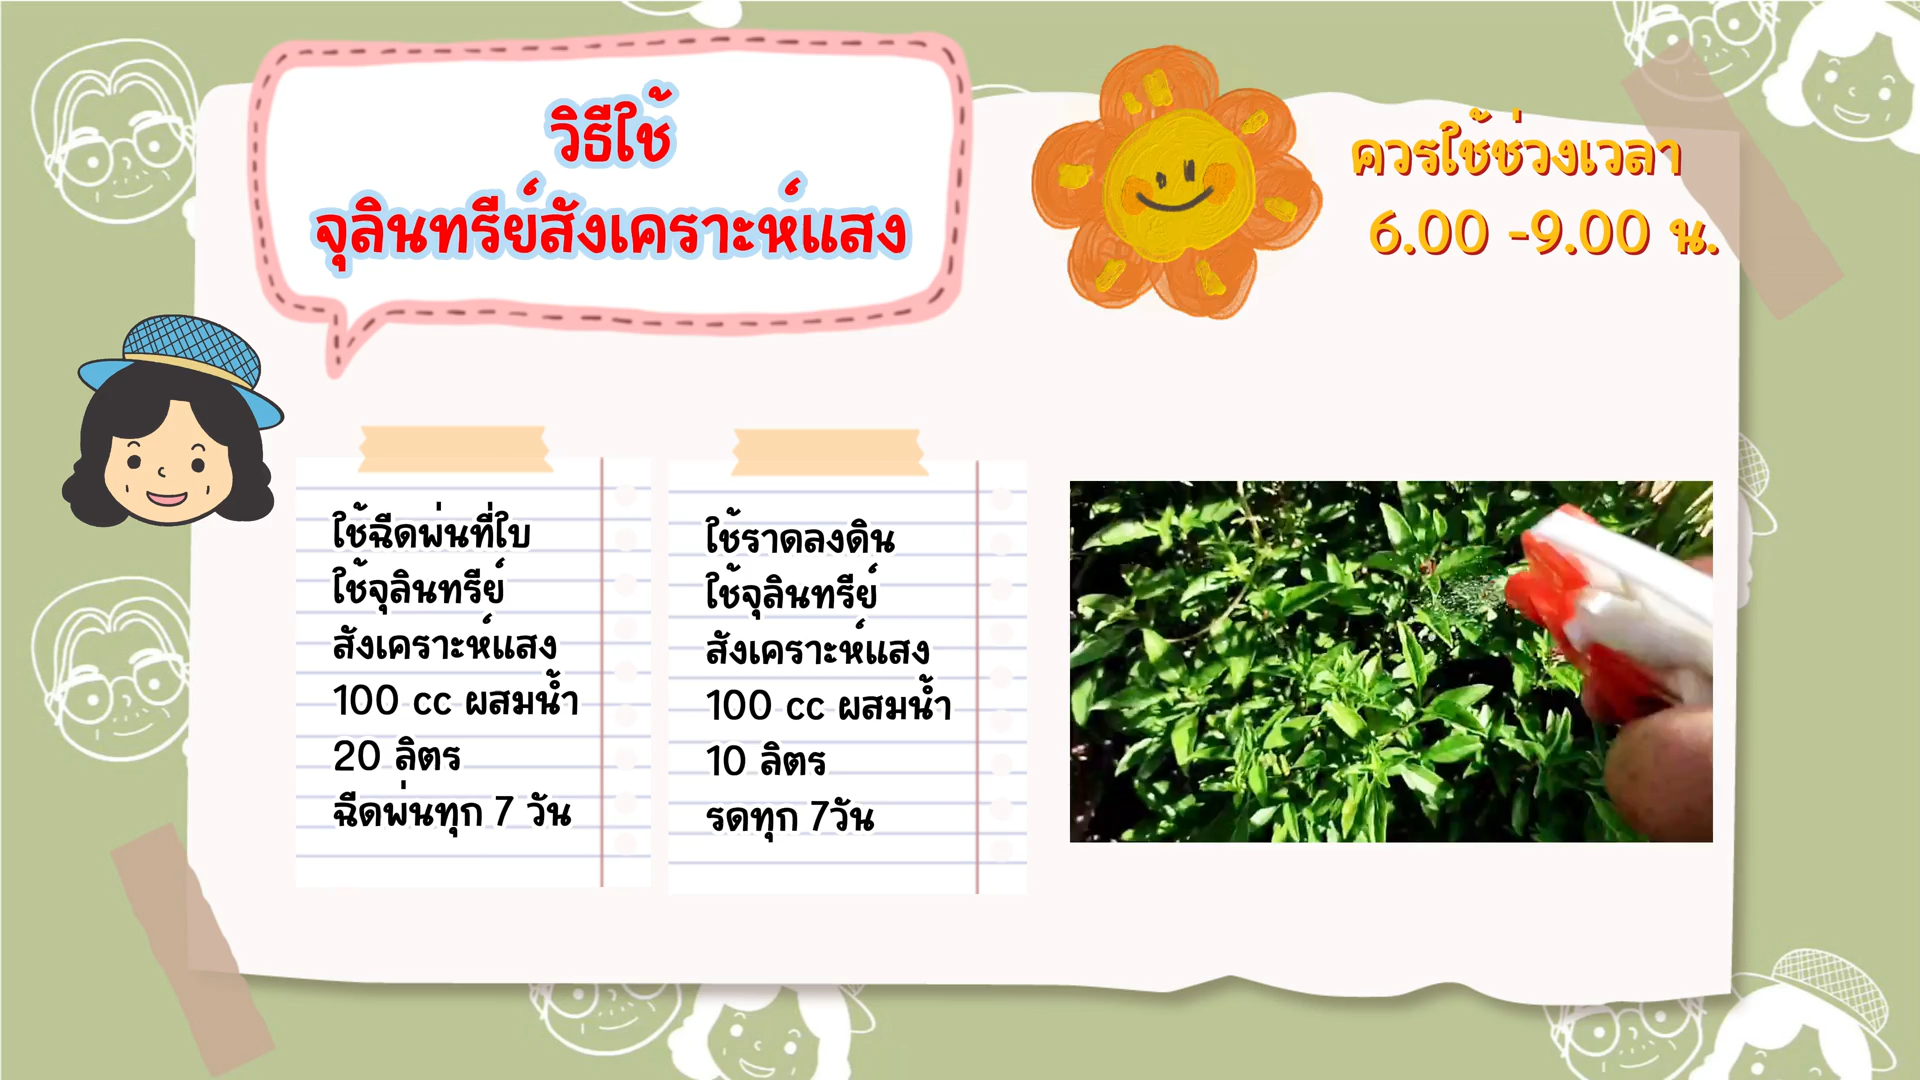 วิธีใช้
จุลินทรีย์สังเคราะห์แสง
ควรใช้ช่วงเวลา
6.00 -9.00 น.
ใช้ฉีดพ่นที่ใบ
ใช้จุลินทรีย์
สังเคราะห์แสง
100 cc ผสมน้ำ
20 ลิตร
ฉีดพ่นทุก 7 วัน
ใช้ราดลงดิน
ใช้จุลินทรีย์
สังเคราะห์แสง
100 cc ผสมน้ำ
10 ลิตร
รดทุก 7วัน